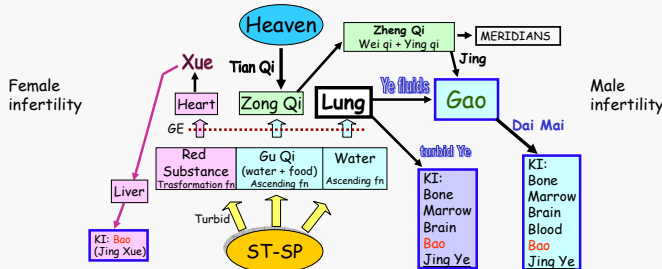 Heaven
Zheng Qi
Wei qi + Ying qi
MERIDIANS
Xue
Tian Qi
Jing
Female
infertility
Heart
Zong Qi
Lung
Ye fluids
Gao
Male
infertility
GE
Dai Mai
turbid Ye
Red
Substance
Trasformation fn
Gu Qi
(water + food)
Ascending fn
Water
Ascending fn
Liver
Turbid
ST-SP
KI: Bao
(Jing Xue)
KI:
Bone
Marrow
Brain
Bao
Jing Ye
KI:
Bone
Marrow
Brain
Blood
Bao
Jing Ye